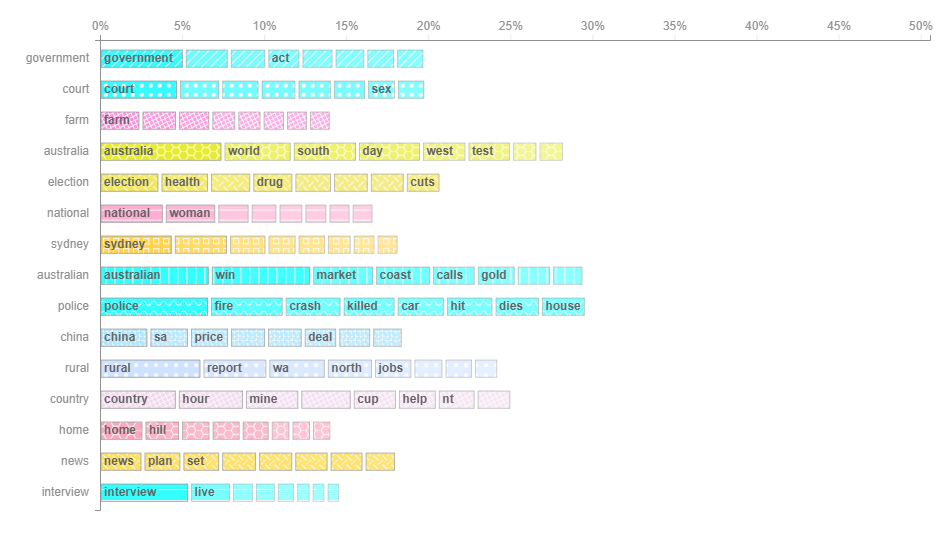 0% 5% 10% 15% 20% 25% 30% 35% 40% 45% 50%
government government act
court court sex
farm farm
australia australia world south day west test
election election health drug cuts
national national woman
sydney sydney
australian australian win market coast calls gold
police police fire crash killed car hit dies house
china china sa price deal
rural rural report wa north jobs
country country hour mine cup help nt
home home hill
news news plan set
interview interview live